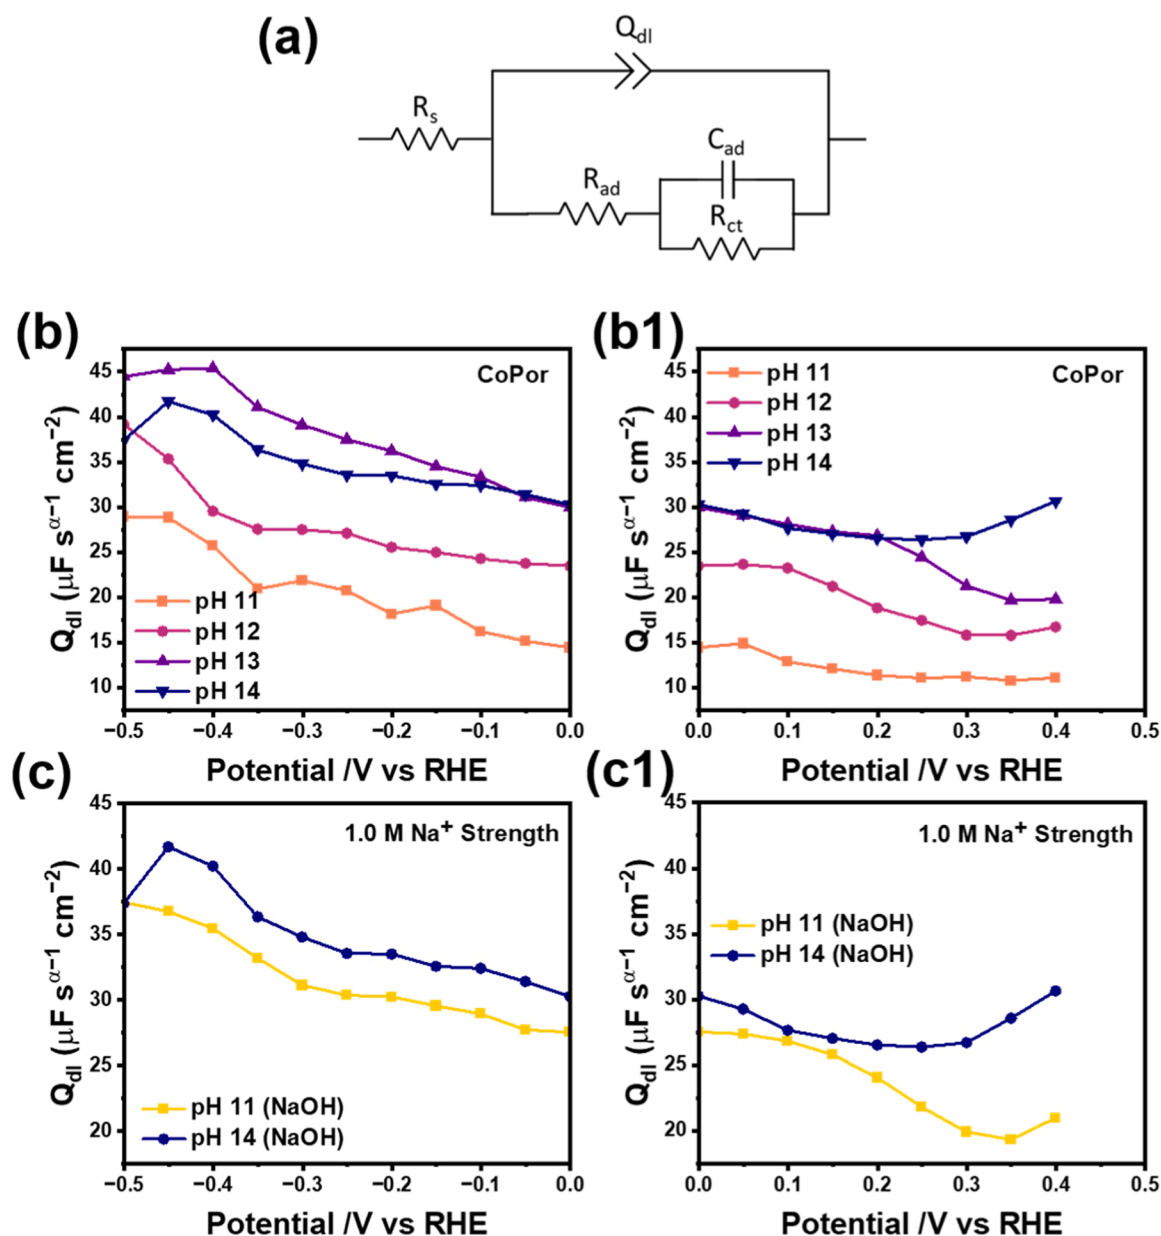 (a)
Qdl
Rs
Cad
Rad
Rct
(b)
CoPor
Qdl (μF sα−1 cm−2)
45
40
35
30
25
20
15
10
pH 11
pH 12
pH 13
pH 14
−0.5 −0.4 −0.3 −0.2 −0.1 0.0
Potential /V vs RHE
(b1)
CoPor
Qdl (μF sα−1 cm−2)
45
40
35
30
25
20
15
10
pH 11
pH 12
pH 13
pH 14
0.0 0.1 0.2 0.3 0.4 0.5
Potential /V vs RHE
(c)
1.0 M Na+ Strength
Qdl (μF sα−1 cm−2)
45
40
35
30
25
20
pH 11 (NaOH)
pH 14 (NaOH)
−0.5 −0.4 −0.3 −0.2 −0.1 0.0
Potential /V vs RHE
(c1)
1.0 M Na+ Strength
Qdl (μF sα−1 cm−2)
45
40
35
30
25
20
pH 11 (NaOH)
pH 14 (NaOH)
0.0 0.1 0.2 0.3 0.4 0.5
Potential /V vs RHE